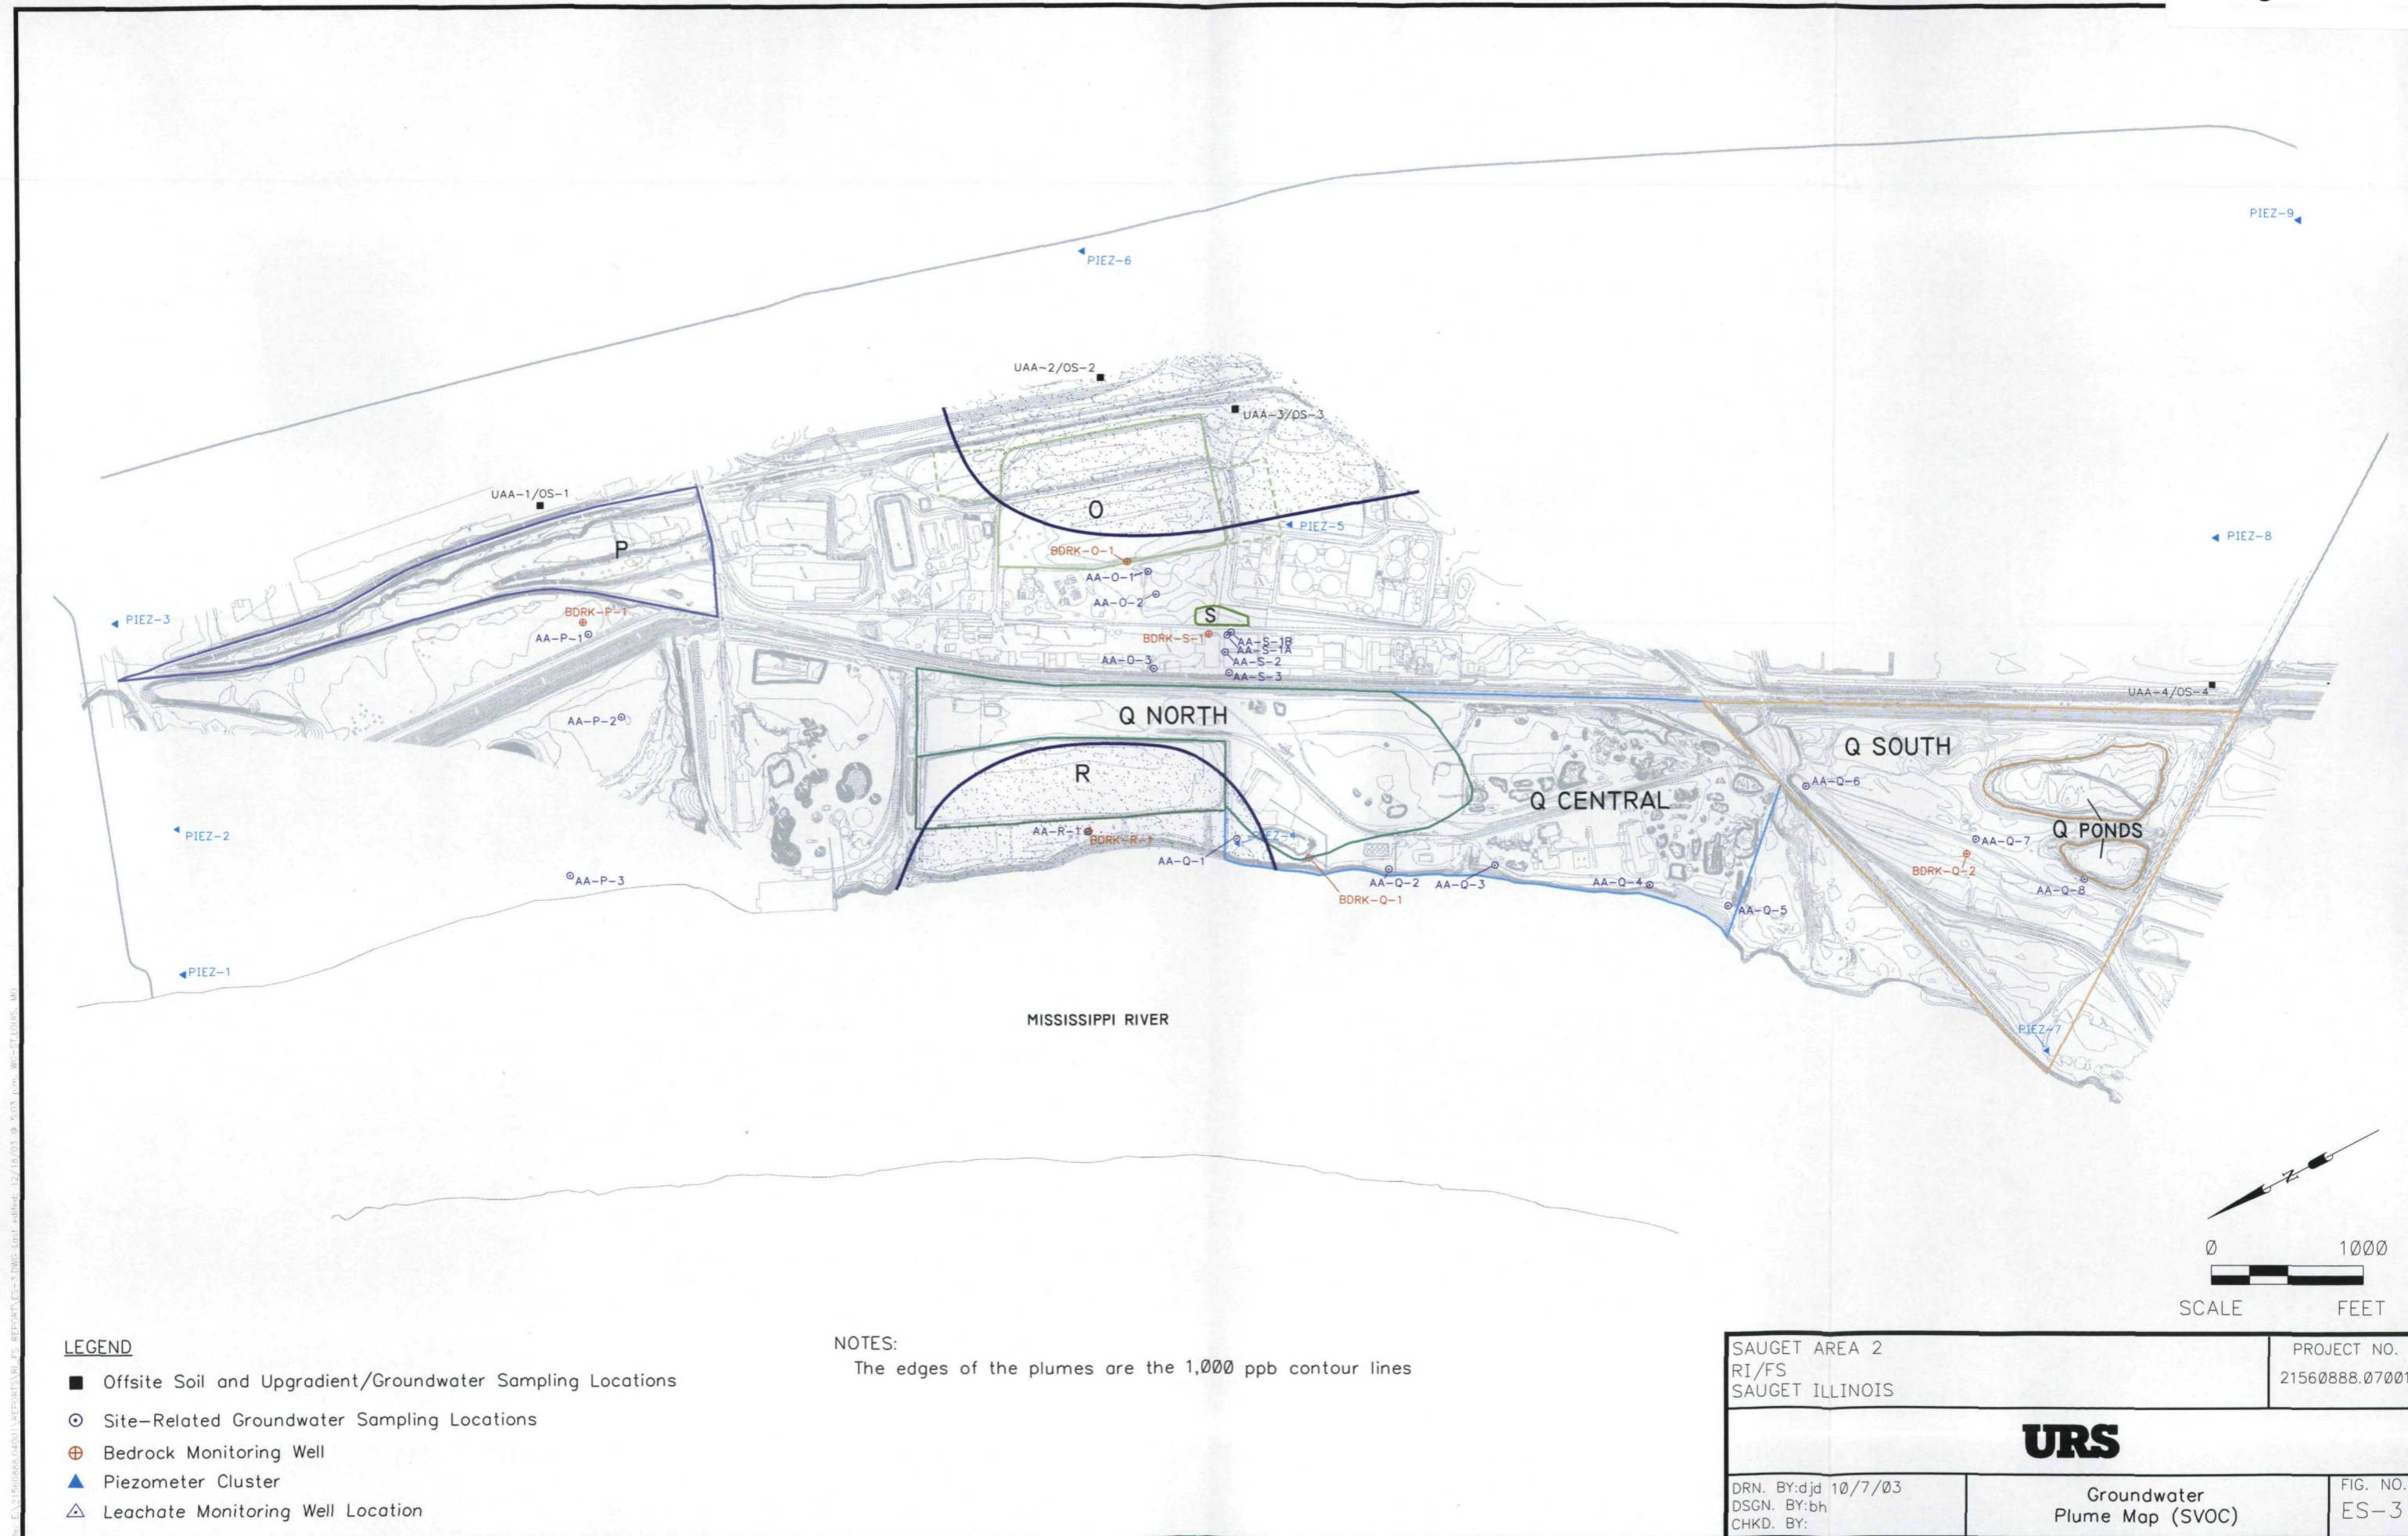 PIEZ-9
PIEZ-6
UAA-2/OS-2
UAA-3/OS-3
UAA-1/OS-1
O
PIEZ-5
PIEZ-8
P
BDRK-O-1
AA-O-1
AA-O-2
S
BDRK-P-1
AA-P-1
PIEZ-3
BDRK-S-1
AA-S-1B
AA-S-1A
AA-S-2
AA-S-3
AA-O-3
UAA-4/OS-4
AA-P-2
Q NORTH
Q SOUTH
R
Q CENTRAL
AA-Q-6
Q PONDS
PIEZ-2
AA-R-1
BDRK-R-1
PIEZ-4
AA-Q-1
AA-Q-7
BDRK-Q-2
AA-Q-8
AA-P-3
AA-Q-2
AA-Q-3
AA-Q-4
AA-Q-5
BDRK-Q-1
PIEZ-1
MISSISSIPPI RIVER
PIEZ-7
N
0 1000
SCALE FEET
LEGEND
Offsite Soil and Upgradient/Groundwater Sampling Locations
Site-Related Groundwater Sampling Locations
Bedrock Monitoring Well
Piezometer Cluster
Leachate Monitoring Well Location
NOTES:
The edges of the plumes are the 1,000 ppb contour lines
SAUGET AREA 2
RI/FS
SAUGET ILLINOIS
PROJECT NO.
21560888.07001
URS
DRN. BY:djd 10/7/03
DSGN. BY:bh
CHKD. BY:
Groundwater
Plume Map (SVOC)
FIG. NO.
ES-3